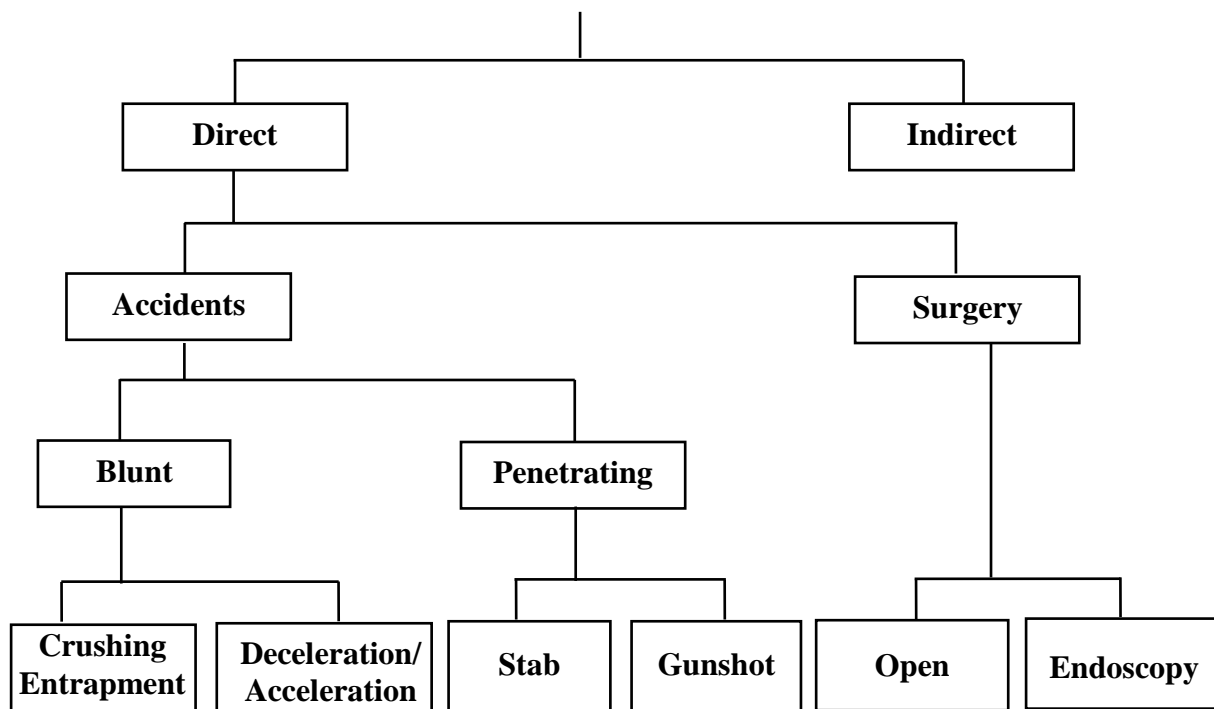 Direct
Indirect
Accidents
Surgery
Blunt
Penetrating
Crushing
Entrapment
Deceleration/
Acceleration
Stab
Gunshot
Open
Endoscopy